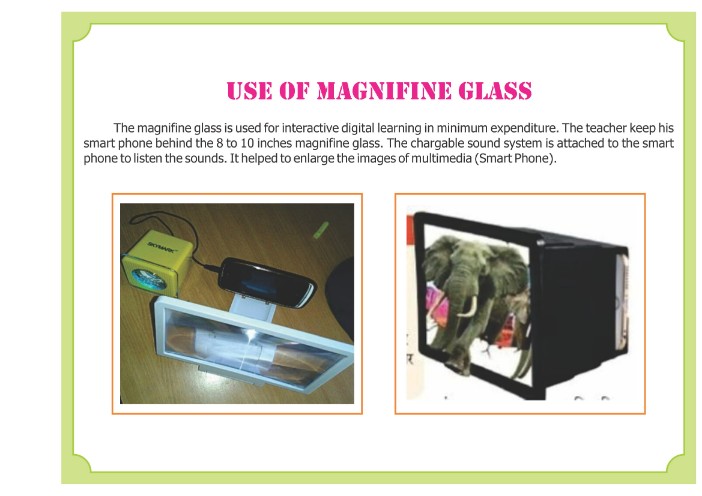 USE OF MAGNIFINE GLASS
The magnifine glass is used for interactive digital learning in minimum expenditure. The teacher keep his
smart phone behind the 8 to 10 inches magnifine glass. The chargable sound system is attached to the smart
phone to listen the sounds. It helped to enlarge the images of multimedia (Smart Phone).
SKYMARK